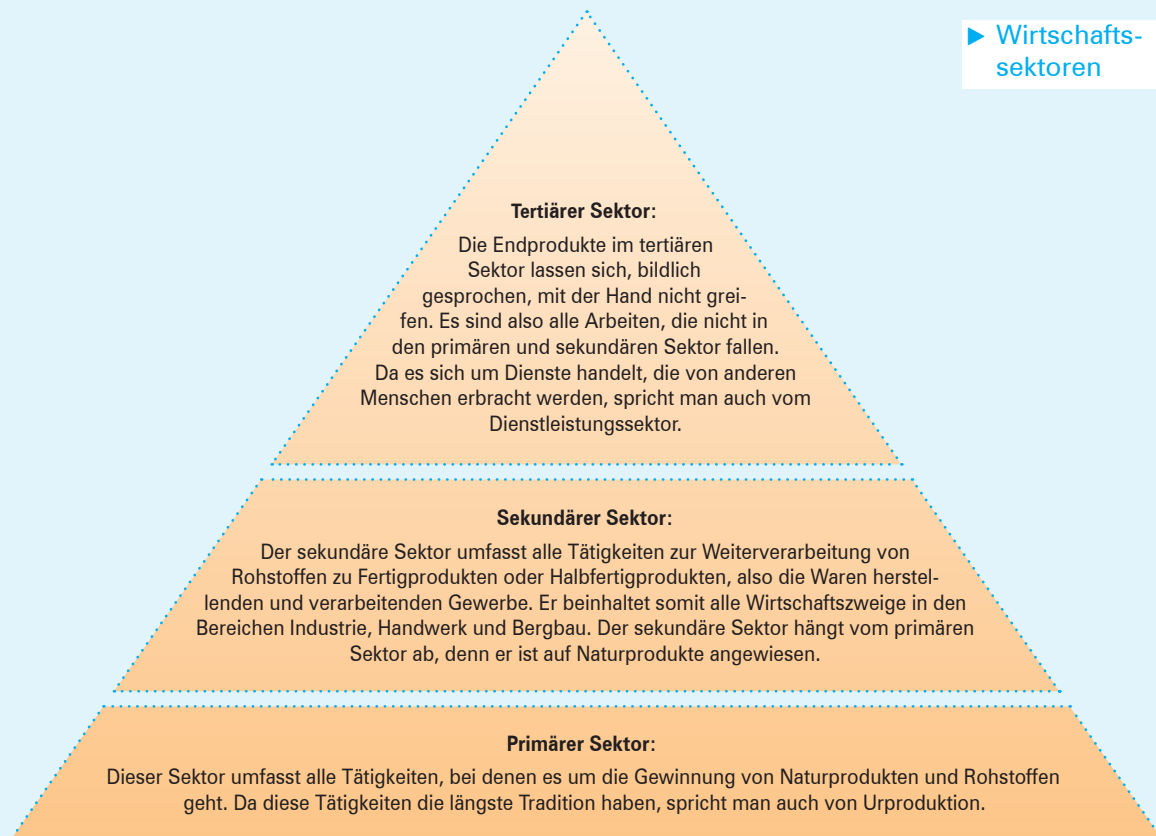 ▶ Wirtschafts-
sektoren
Tertiärer Sektor:
Die Endprodukte im tertiären
Sektor lassen sich, bildlich
gesprochen, mit der Hand nicht grei-
fen. Es sind also alle Arbeiten, die nicht in
den primären und sekundären Sektor fallen.
Da es sich um Dienste handelt, die von anderen
Menschen erbracht werden, spricht man auch vom
Dienstleistungssektor.
Sekundärer Sektor:
Der sekundäre Sektor umfasst alle Tätigkeiten zur Weiterverarbeitung von
Rohstoffen zu Fertigprodukten oder Halbfertigprodukten, also die Waren herstel-
lenden und verarbeitenden Gewerbe. Er beinhaltet somit alle Wirtschaftszweige in den
Bereichen Industrie, Handwerk und Bergbau. Der sekundäre Sektor hängt vom primären
Sektor ab, denn er ist auf Naturprodukte angewiesen.
Primärer Sektor:
Dieser Sektor umfasst alle Tätigkeiten, bei denen es um die Gewinnung von Naturprodukten und Rohstoffen
geht. Da diese Tätigkeiten die längste Tradition haben, spricht man auch von Urproduktion.